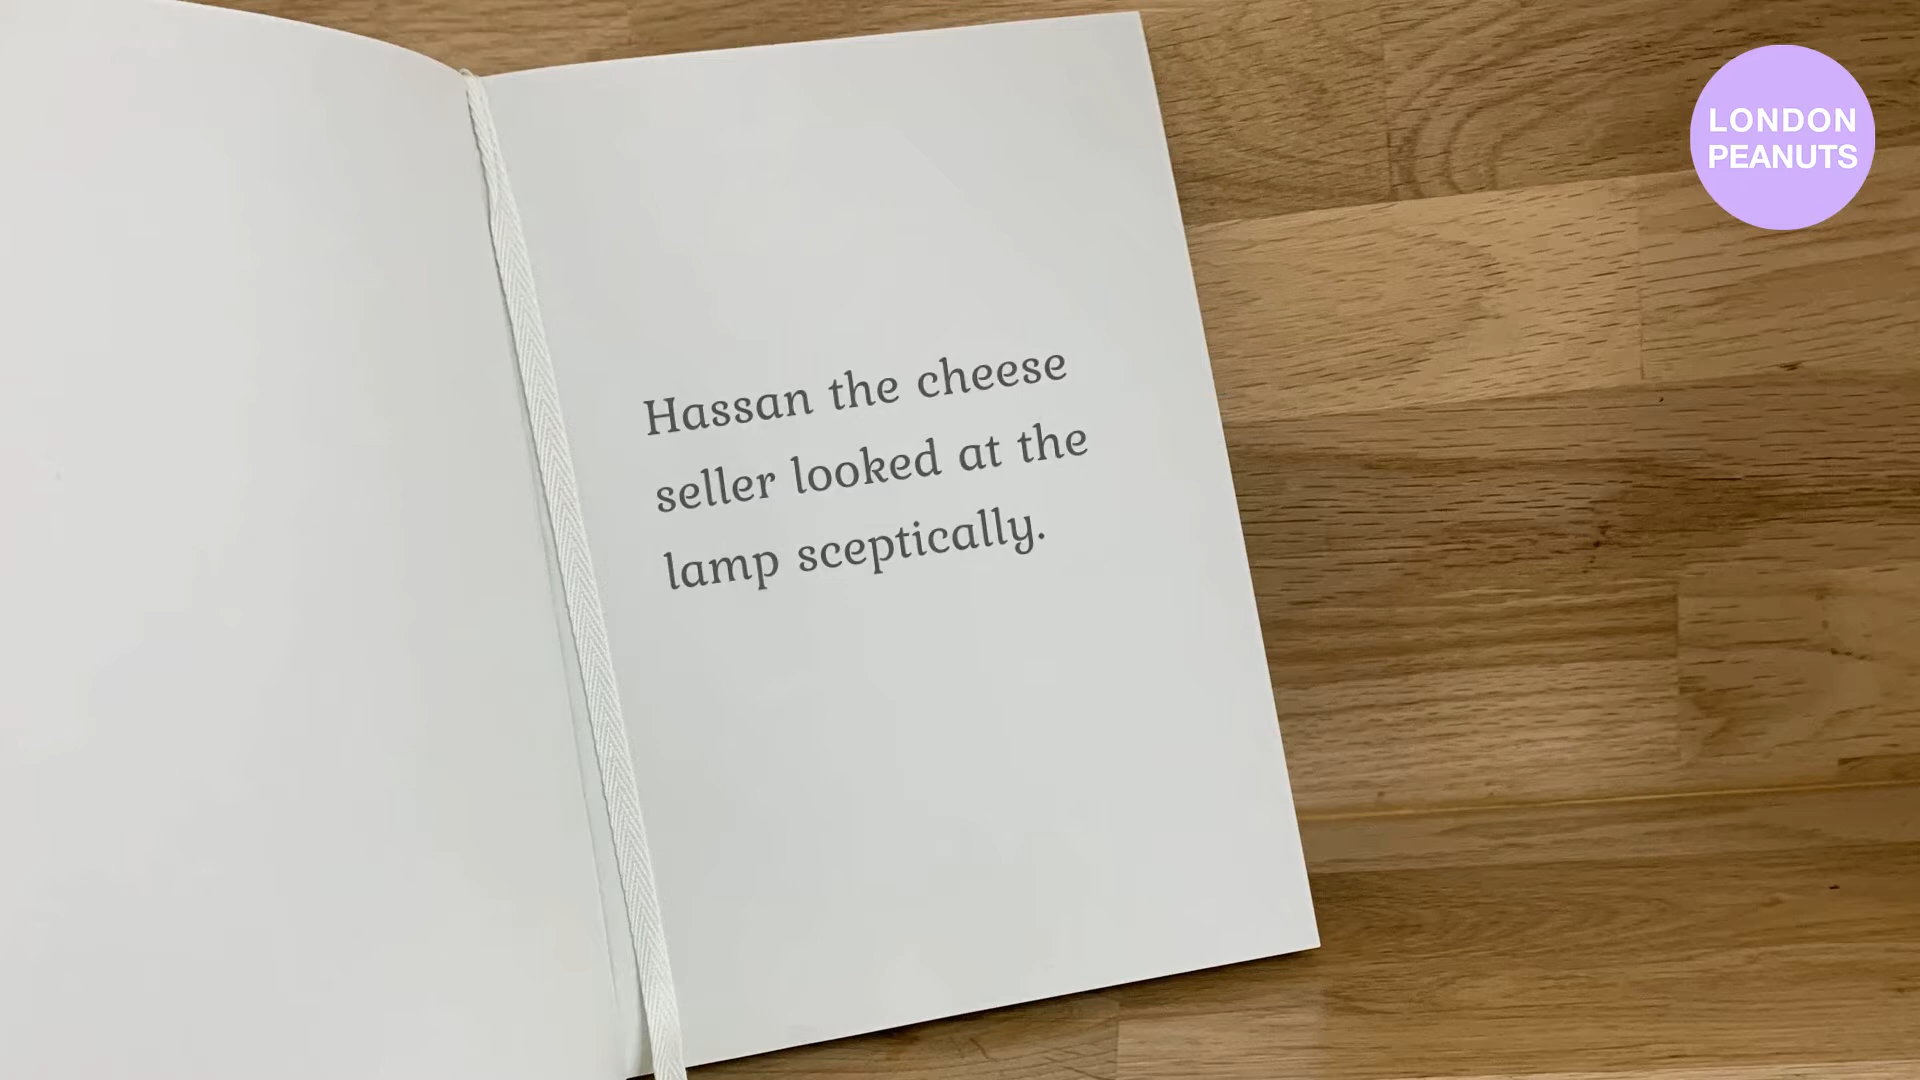 Hassan the cheese
seller looked at the
lamp sceptically.
LONDON
PEANUTS